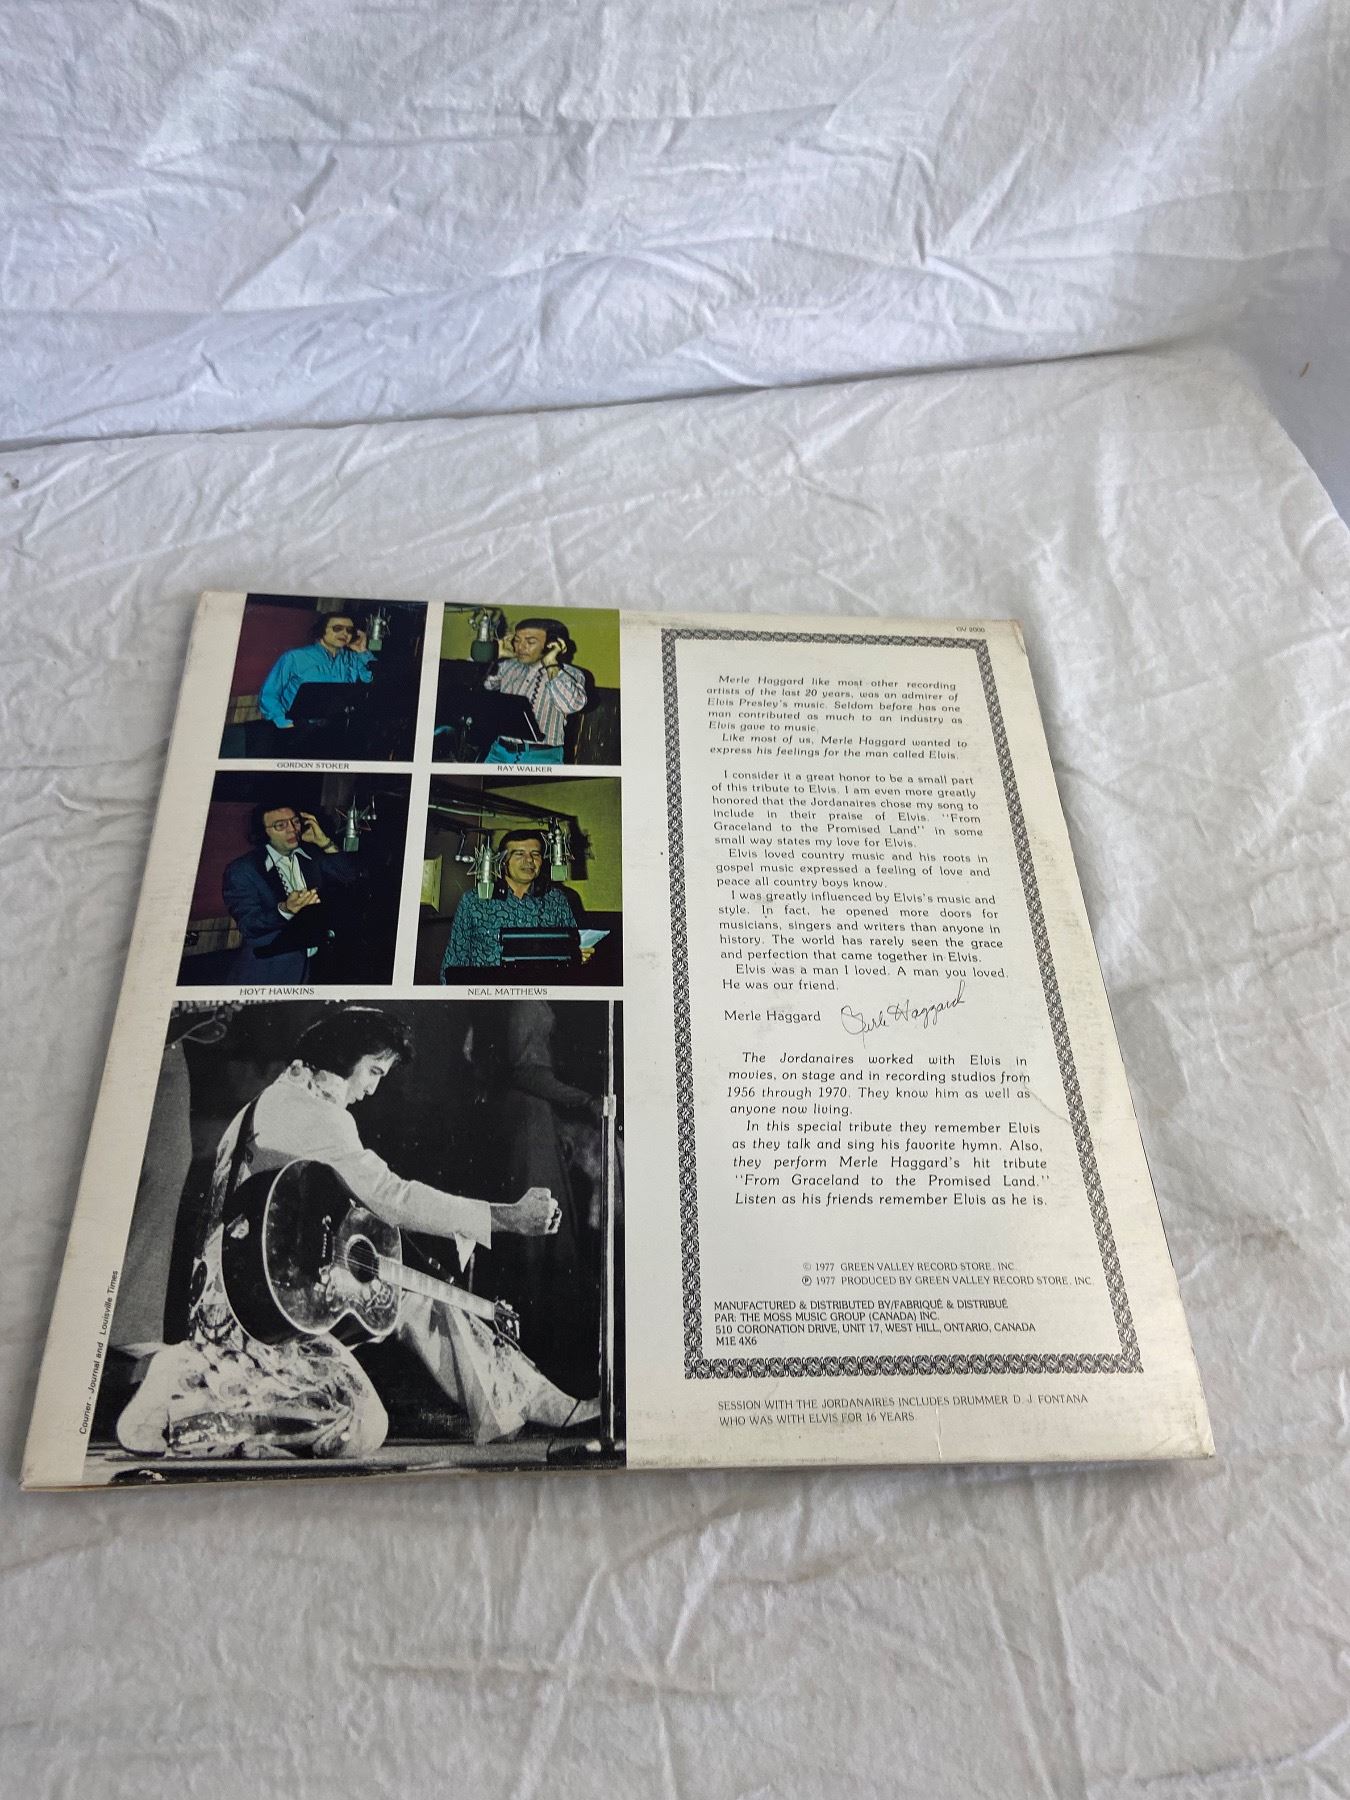 GV 2000
GORDON STOKER
RAY WALKER
HOYT HAWKINS
NEAL MATTHEWS
Courier - Journal and Louisville Times
Merle Haggard like most other recording
artists of the last 20 years, was an admirer of
Elvis Presley's music. Seldom before has one
man contributed as much to an industry as
Elvis gave to music.
Like most of us, Merle Haggard wanted to
express his feelings for the man called Elvis.
I consider it a great honor to be a small part
of this tribute to Elvis. I am even more greatly
honored that the Jordanaires chose my song to
include in their praise of Elvis. "From
Graceland to the Promised Land" in some
small way states my love for Elvis.
Elvis loved country music and his roots in
gospel music expressed a feeling of love and
peace all country boys know.
I was greatly influenced by Elvis's music and
style. In fact, he opened more doors for
musicians, singers and writers than anyone in
history. The world has rarely seen the grace
and perfection that came together in Elvis.
Elvis was a man I loved. A man you loved.
He was our friend.
Merle Haggard Merle Haggard
The Jordanaires worked with Elvis in
movies, on stage and in recording studios from
1956 through 1970. They know him as well as
anyone now living.
In this special tribute they remember Elvis
as they talk and sing his favorite hymn. Also,
they perform Merle Haggard's hit tribute
"From Graceland to the Promised Land."
Listen as his friends remember Elvis as he is.
© 1977 GREEN VALLEY RECORD STORE, INC.
℗ 1977 PRODUCED BY GREEN VALLEY RECORD STORE, INC.
MANUFACTURED & DISTRIBUTED BY/FABRIQUÉ & DISTRIBUÉ
PAR: THE MOSS MUSIC GROUP (CANADA) INC.
510 CORONATION DRIVE, UNIT 17, WEST HILL, ONTARIO, CANADA
M1E 4X6
SESSION WITH THE JORDANAIRES INCLUDES DRUMMER D. J. FONTANA
WHO WAS WITH ELVIS FOR 16 YEARS.